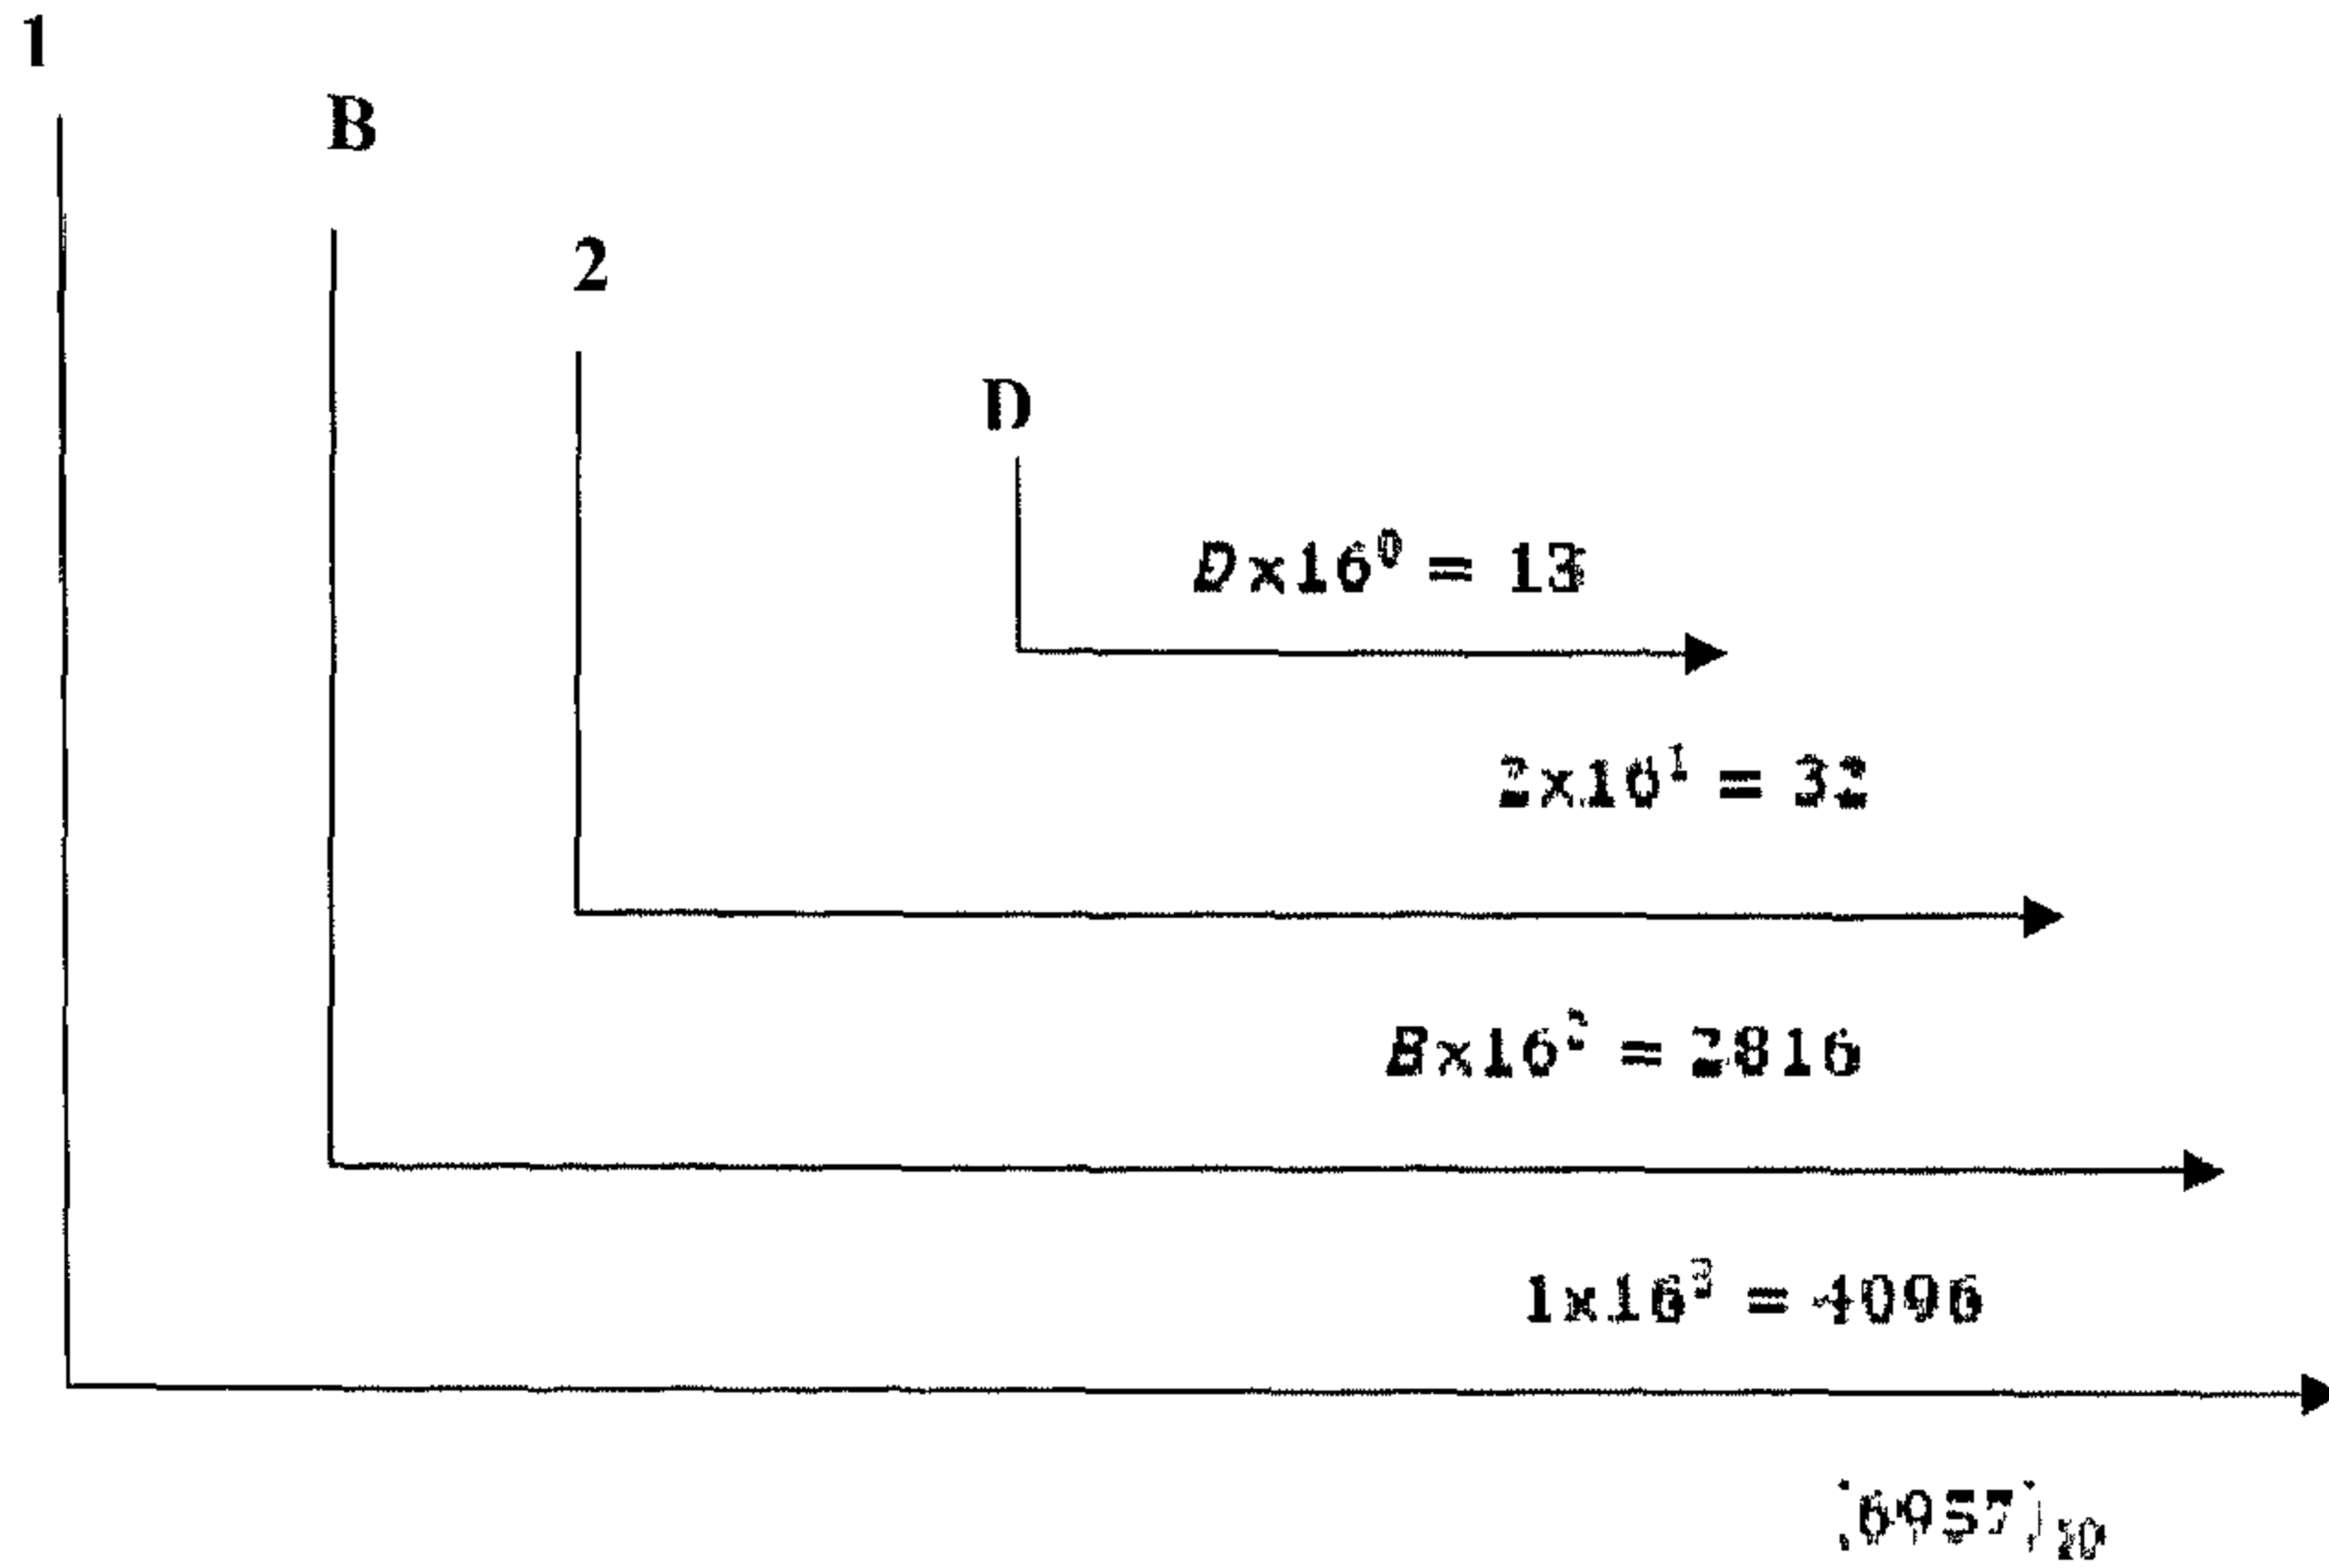 1
B
2
D
D x 16⁰ = 13
2 x 16¹ = 32
B x 16² = 2816
1 x 16³ = 4096
(6957)₁₀